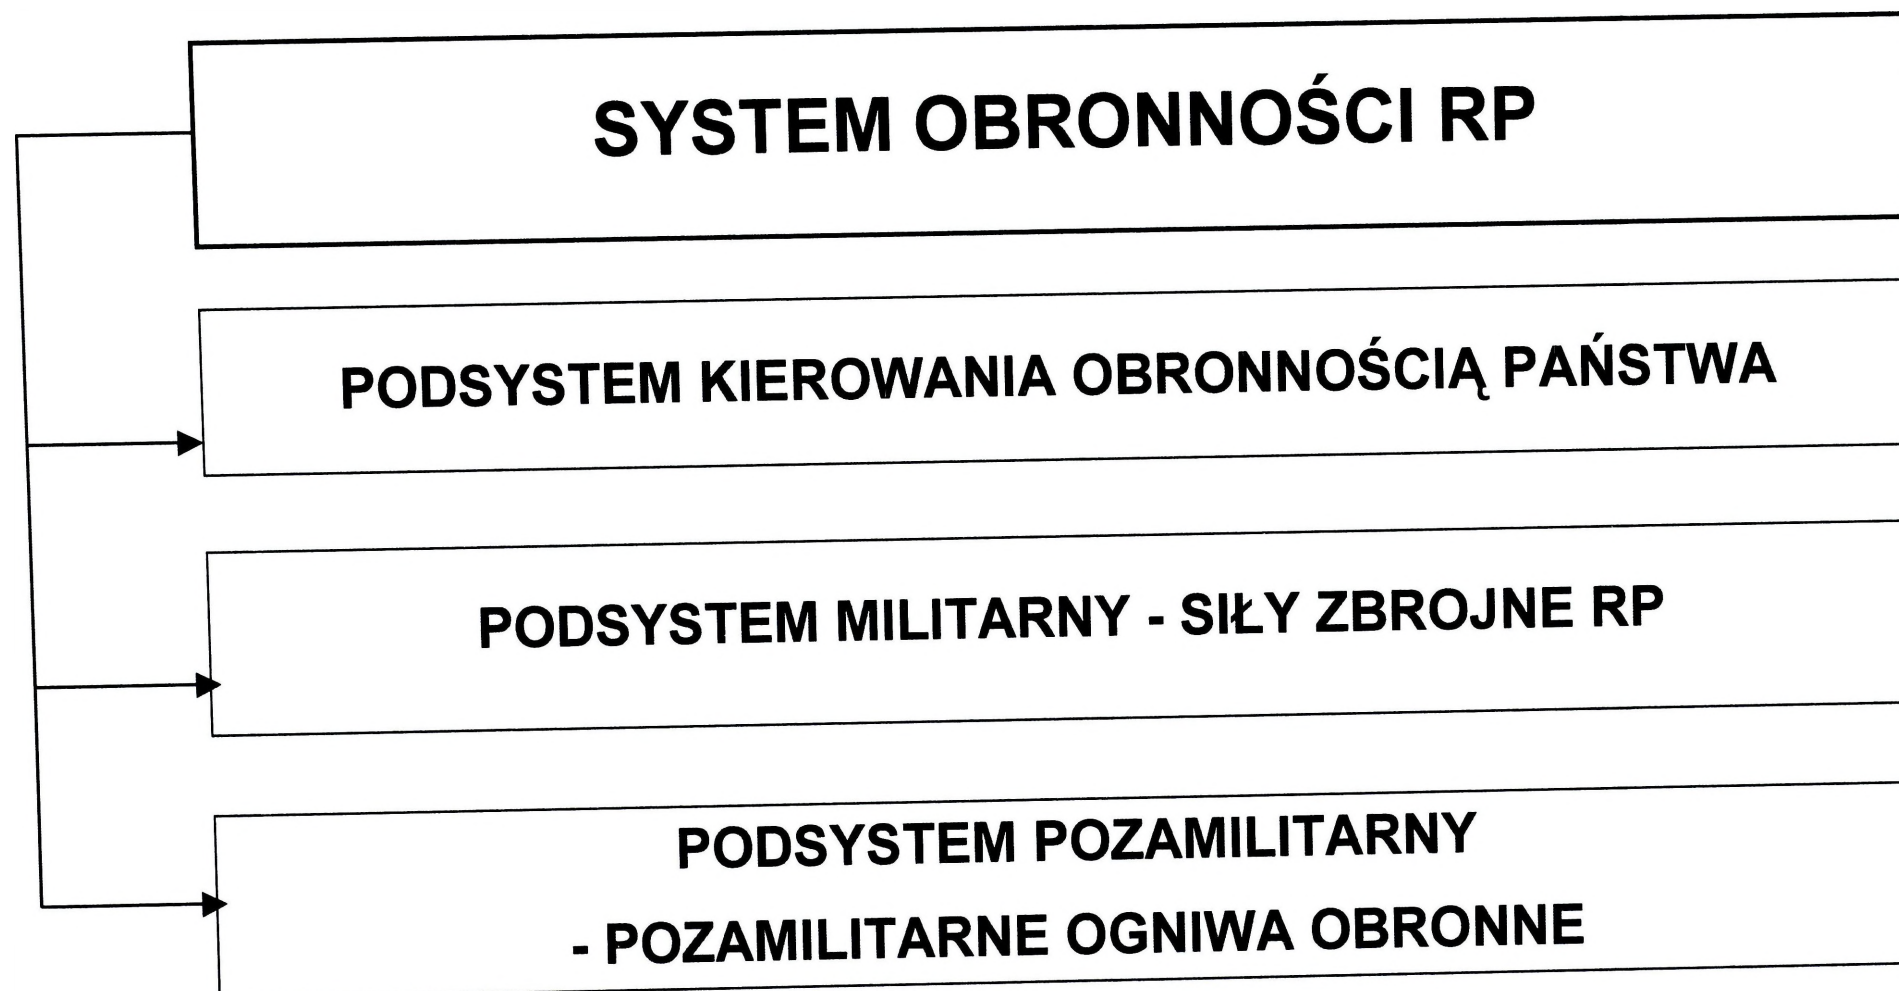 SYSTEM OBRONNOŚCI RP
PODSYSTEM KIEROWANIA OBRONNOŚCIĄ PAŃSTWA
PODSYSTEM MILITARNY - SIŁY ZBROJNE RP
PODSYSTEM POZAMILITARNY
- POZAMILITARNE OGNIWA OBRONNE